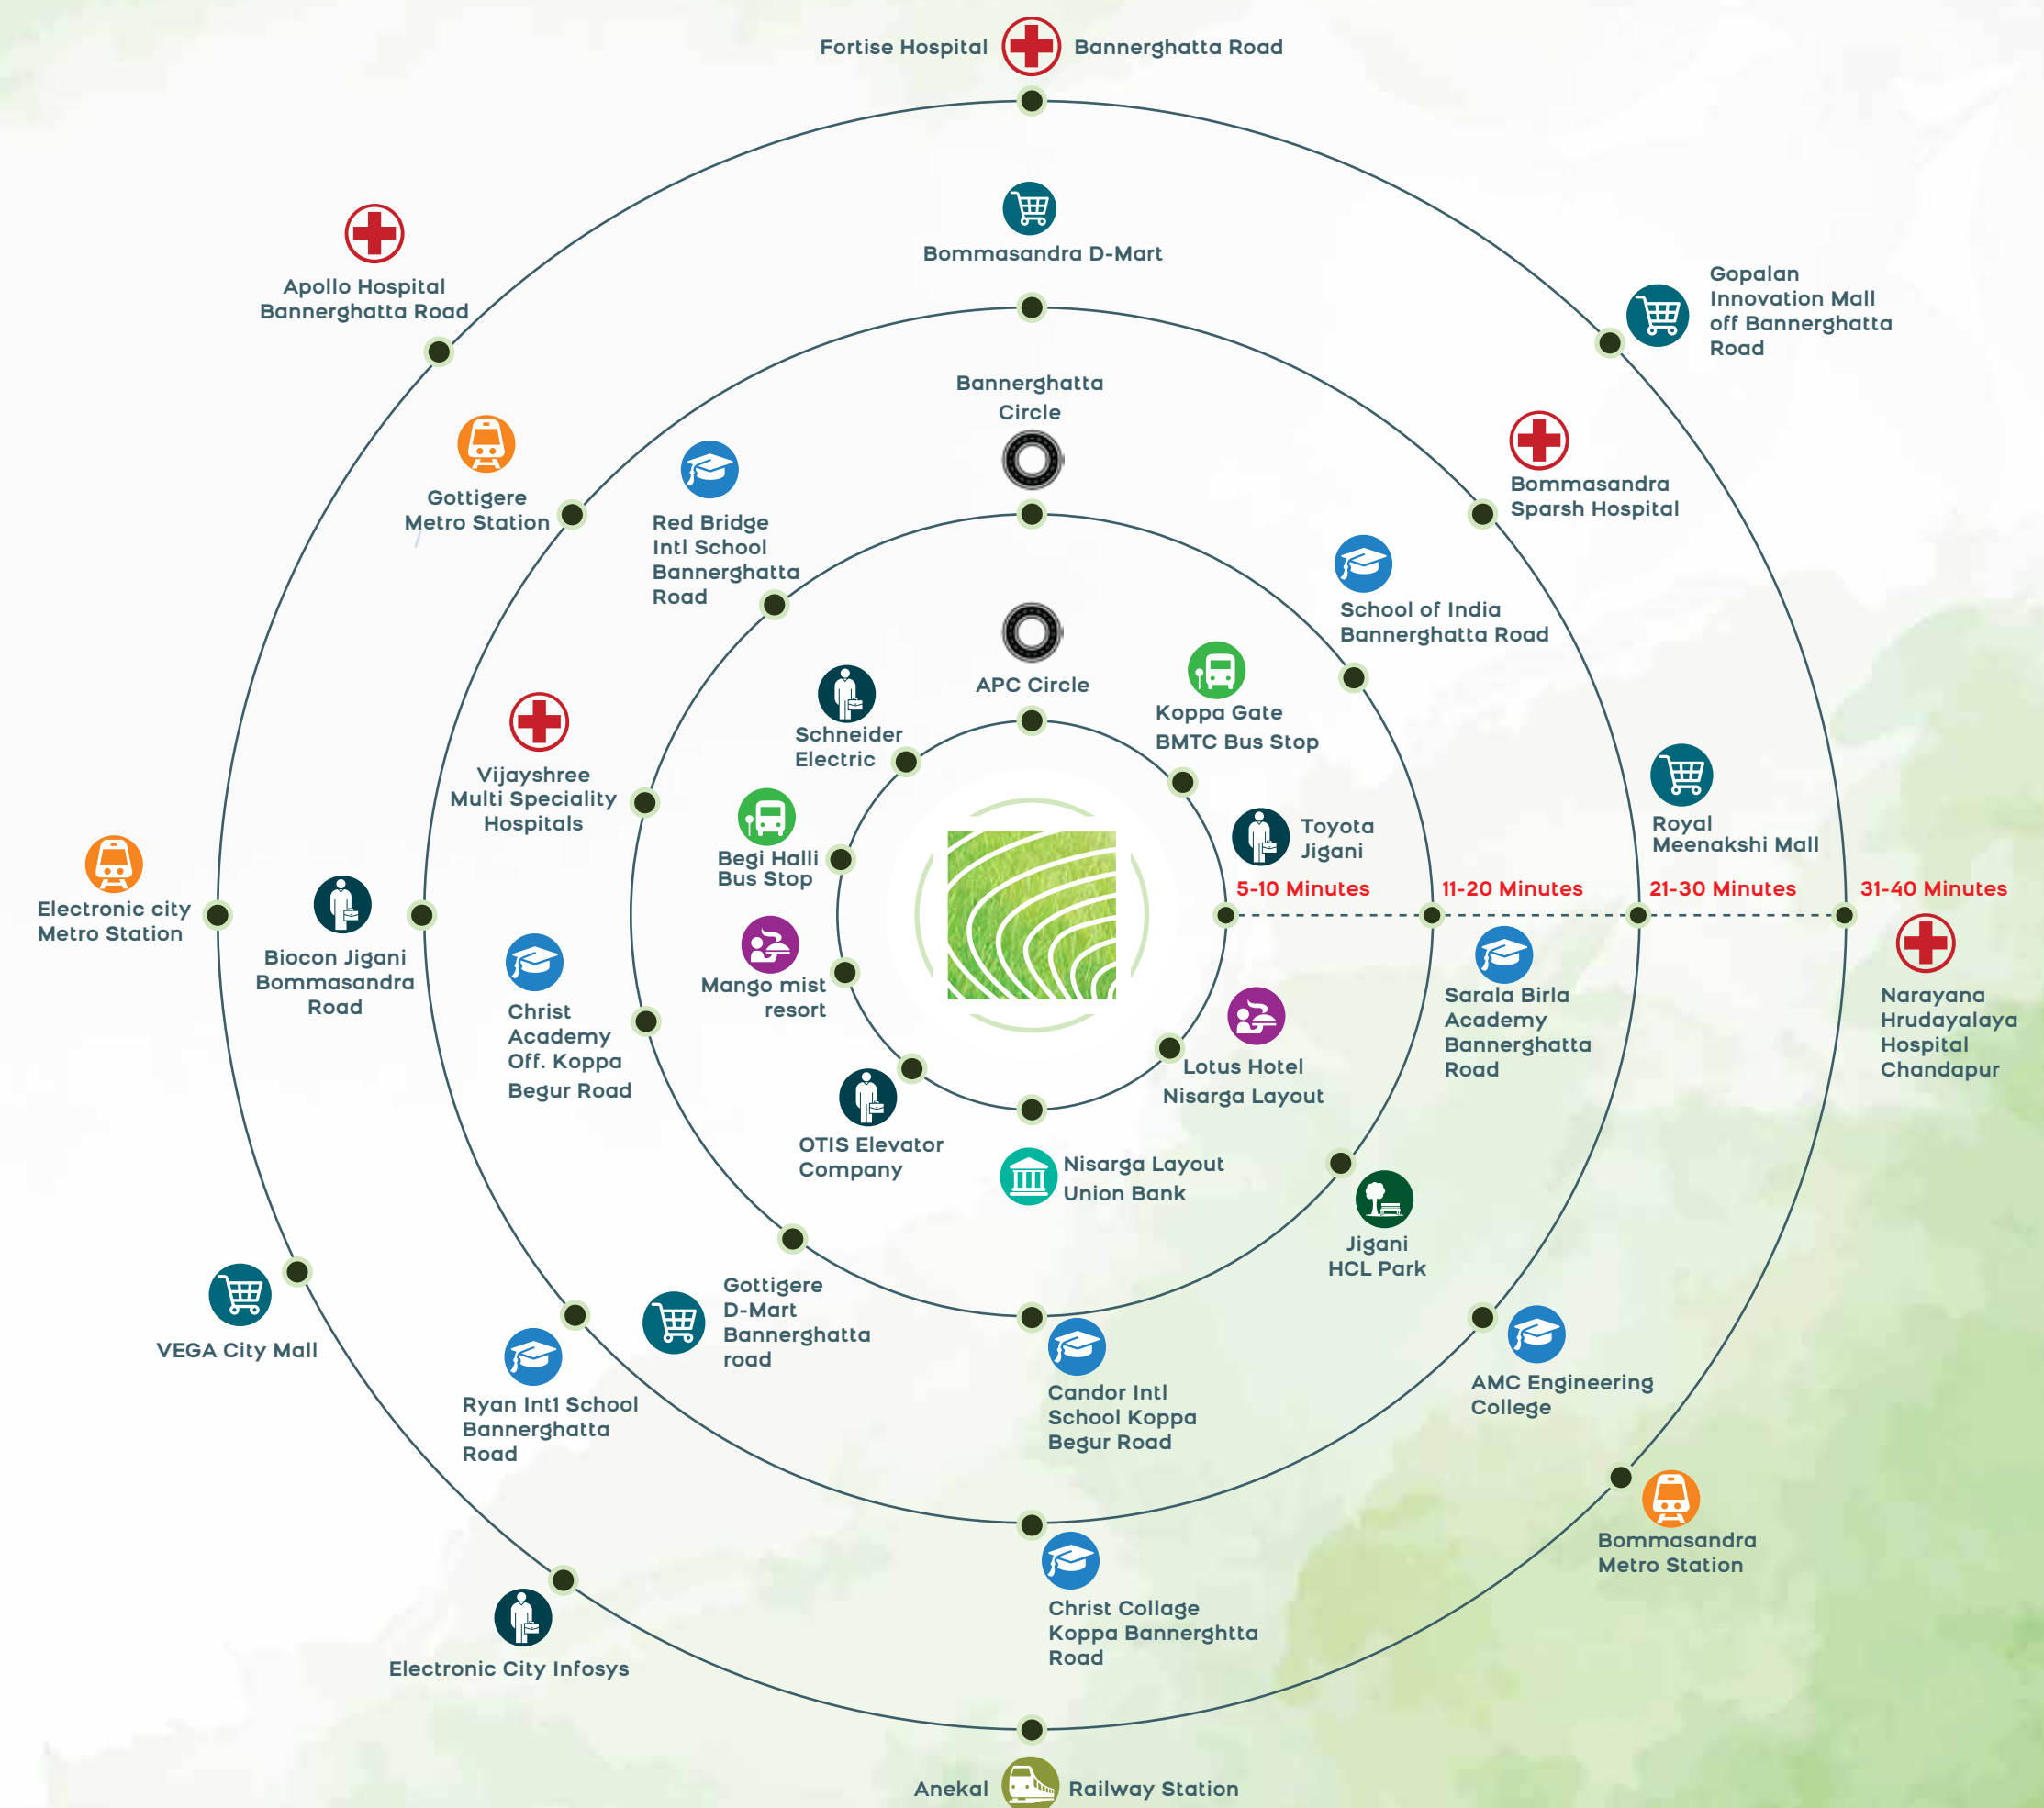 Fortise Hospital
Bannerghatta Road
Apollo Hospital
Bannerghatta Road
Bommasandra D-Mart
Gopalan
Innovation Mall
off Bannerghatta
Road
Bannerghatta
Circle
Gottigere
Metro Station
Red Bridge
Intl School
Bannerghatta
Road
Bommasandra
Sparsh Hospital
School of India
Bannerghatta Road
APC Circle
Schneider
Electric
Koppa Gate
BMTC Bus Stop
Vijayshree
Multi Speciality
Hospitals
Begi Halli
Bus Stop
Toyota
Jigani
Royal
Meenakshi Mall
5-10 Minutes
11-20 Minutes
21-30 Minutes
31-40 Minutes
Electronic city
Metro Station
Biocon Jigani
Bommasandra
Road
Christ
Academy
Off. Koppa
Begur Road
Mango mist
resort
Sarala Birla
Academy
Bannerghatta
Road
Narayana
Hrudayalaya
Hospital
Chandapur
Lotus Hotel
Nisarga Layout
OTIS Elevator
Company
Nisarga Layout
Union Bank
Jigani
HCL Park
VEGA City Mall
Gottigere
D-Mart
Bannerghatta
road
Ryan Int1 School
Bannerghatta
Road
Candor Intl
School Koppa
Begur Road
AMC Engineering
College
Bommasandra
Metro Station
Christ Collage
Koppa Bannerghtta
Road
Electronic City Infosys
Anekal
Railway Station